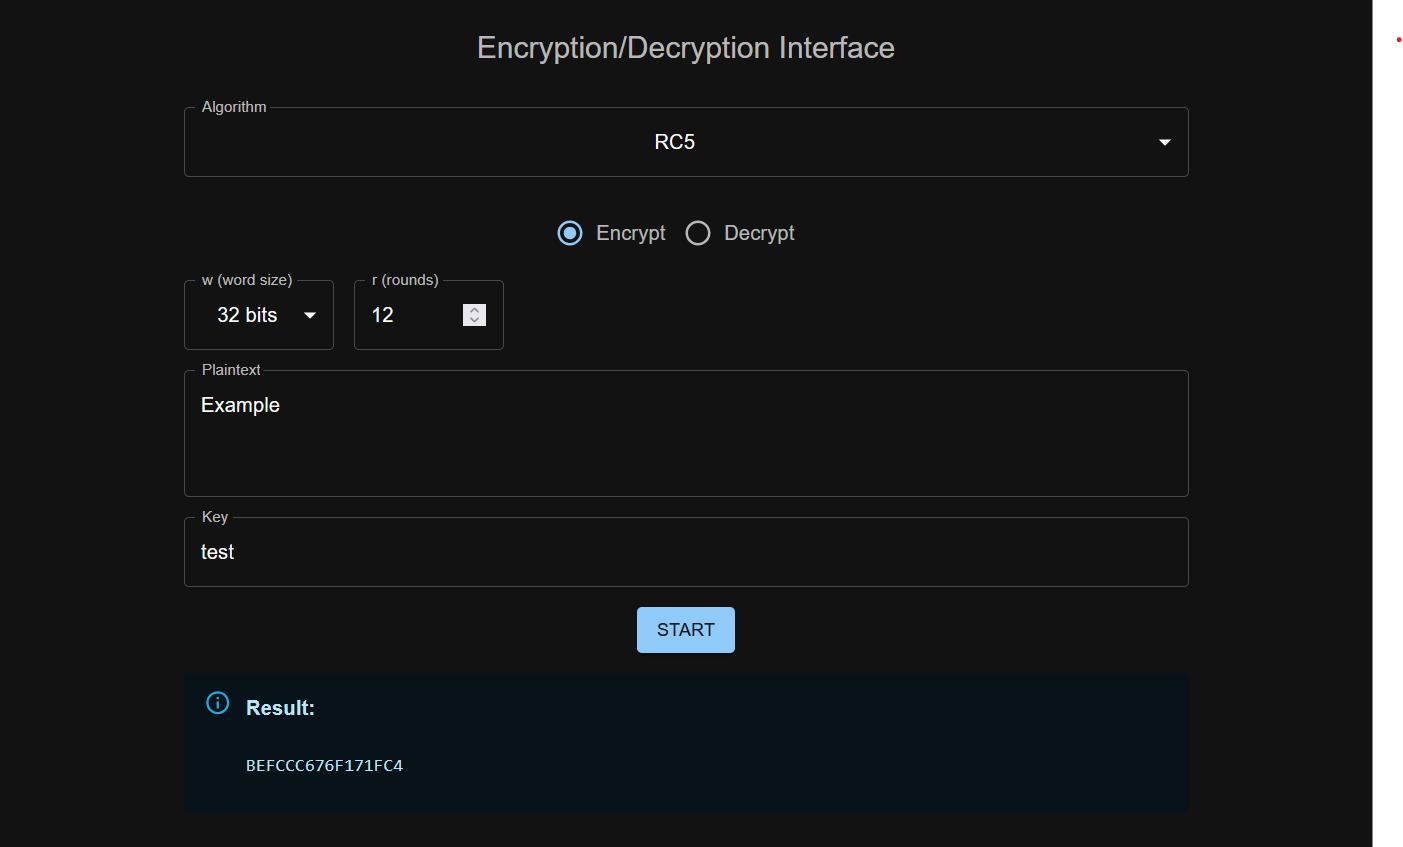 Encryption/Decryption Interface
Algorithm
RC5
Encrypt Decrypt
w (word size) r (rounds)
32 bits 12
Plaintext
Example
Key
test
START
Result:
BEFCCC676F171FC4